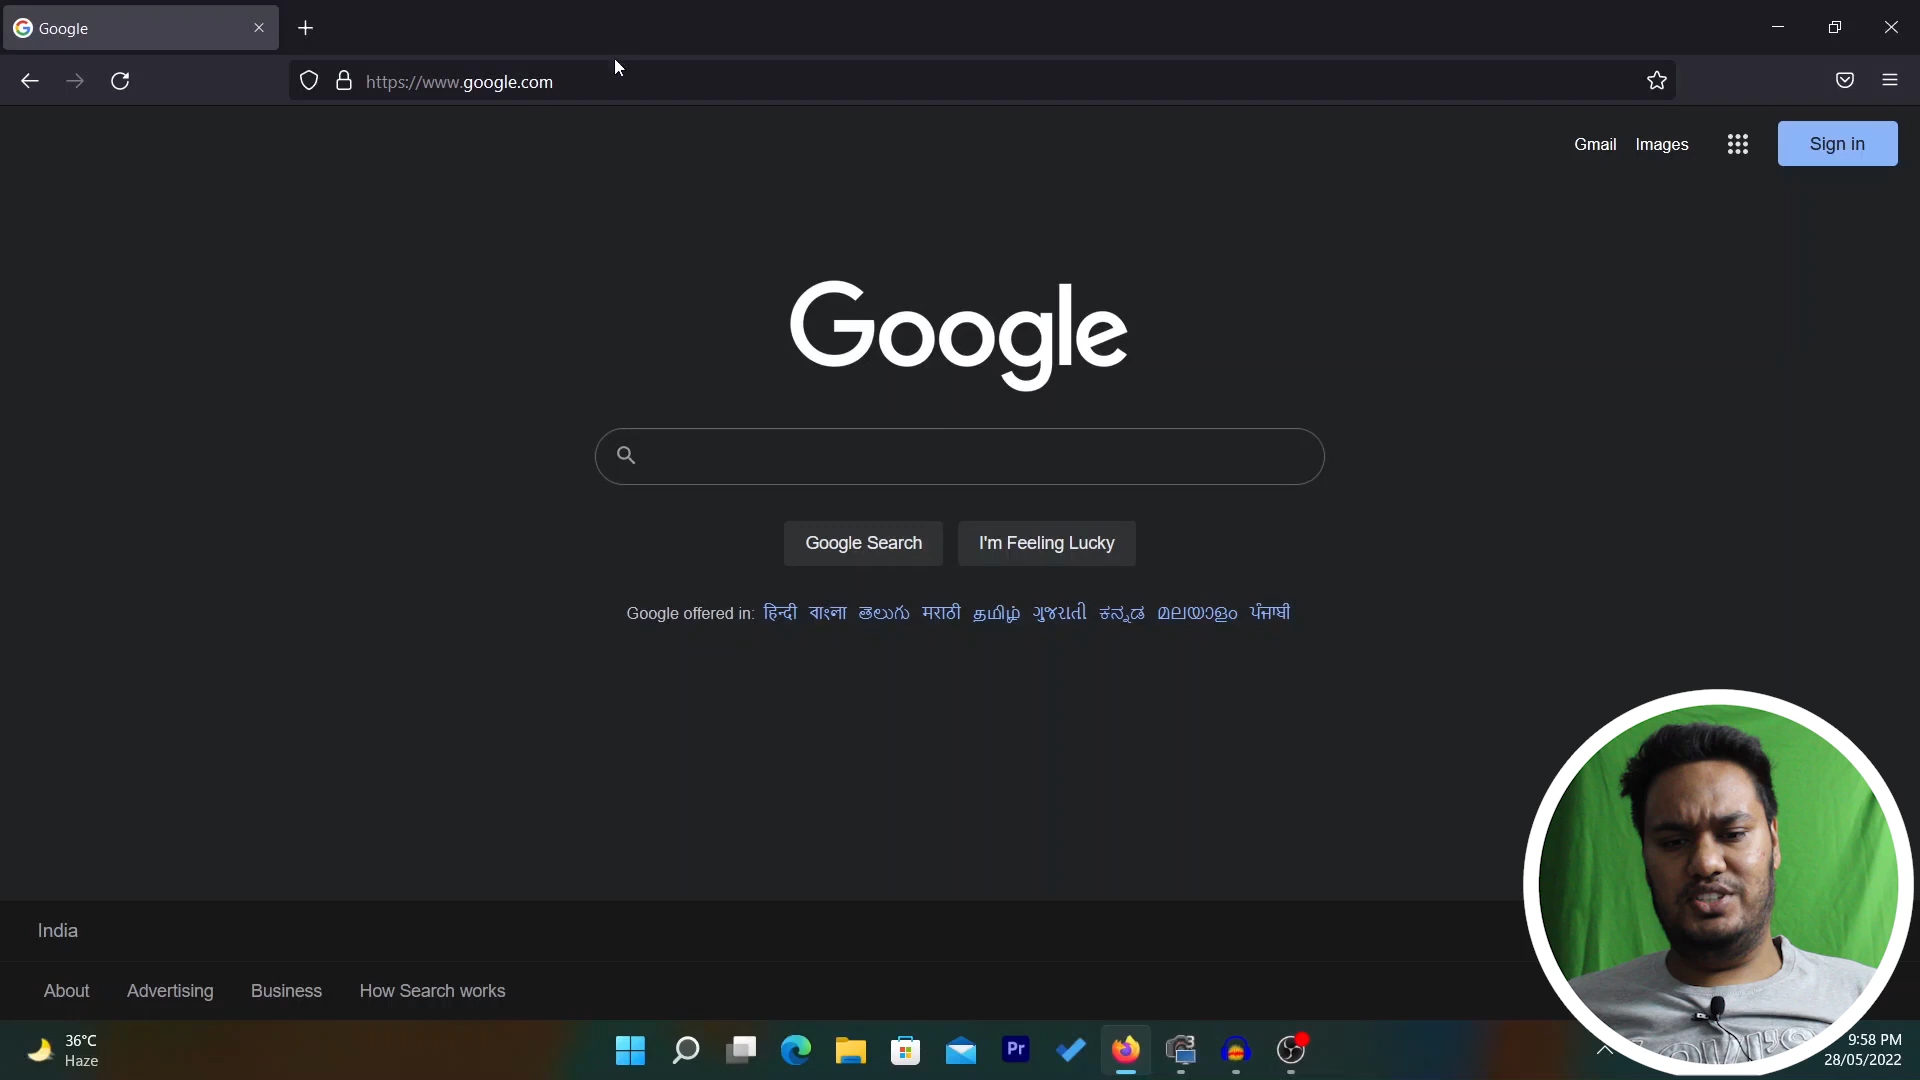 Google
https://www.google.com
Gmail Images Sign in
Google
Google Search I'm Feeling Lucky
Google offered in: हिन्दी বাংলা తెలుగు मराठी தமிழ் ગુજરાતી ಕನ್ನಡ മലയാളം ਪੰਜਾਬੀ
India
About Advertising Business How Search works
36°C
Haze
Pr
3
9:58 PM
28/05/2022